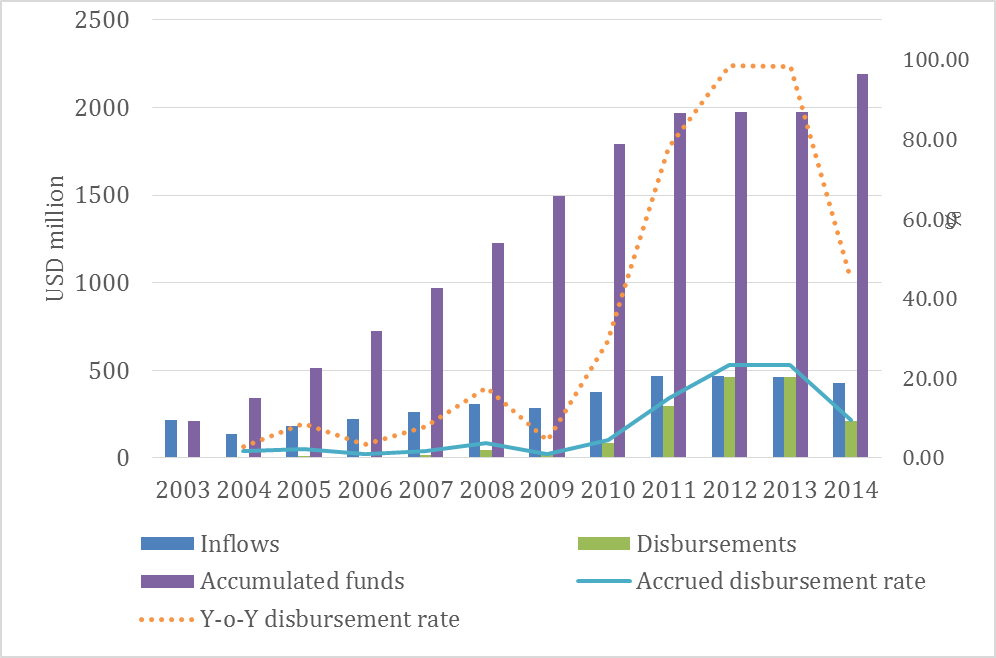 2500
2000
1500
1000
500
0
USD million
100.00
80.00
60.00
40.00
20.00
0.00
%
2003 2004 2005 2006 2007 2008 2009 2010 2011 2012 2013 2014
Inflows Disbursements
Accumulated funds Accrued disbursement rate
Y-o-Y disbursement rate